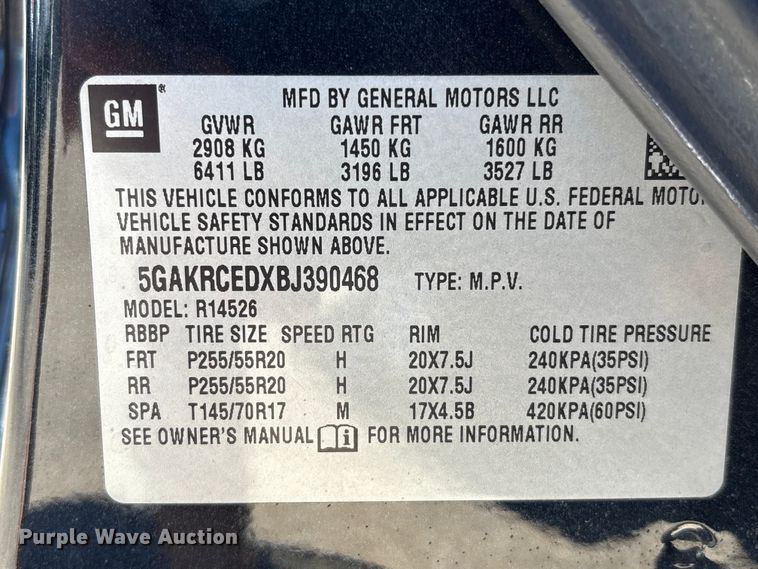 GM
MFD BY GENERAL MOTORS LLC
GVWR GAWR FRT GAWR RR
2908 KG 1450 KG 1600 KG
6411 LB 3196 LB 3527 LB
THIS VEHICLE CONFORMS TO ALL APPLICABLE U.S. FEDERAL MOTO
VEHICLE SAFETY STANDARDS IN EFFECT ON THE DATE OF
MANUFACTURE SHOWN ABOVE.
5GAKRCEDXBJ390468 TYPE: M.P.V.
MODEL: R14526
RBBP TIRE SIZE SPEED RTG RIM COLD TIRE PRESSURE
FRT P255/55R20 H 20X7.5J 240KPA(35PSI)
RR P255/55R20 H 20X7.5J 240KPA(35PSI)
SPA T145/70R17 M 17X4.5B 420KPA(60PSI)
SEE OWNER'S MANUAL i FOR MORE INFORMATION.
Purple Wave Auction